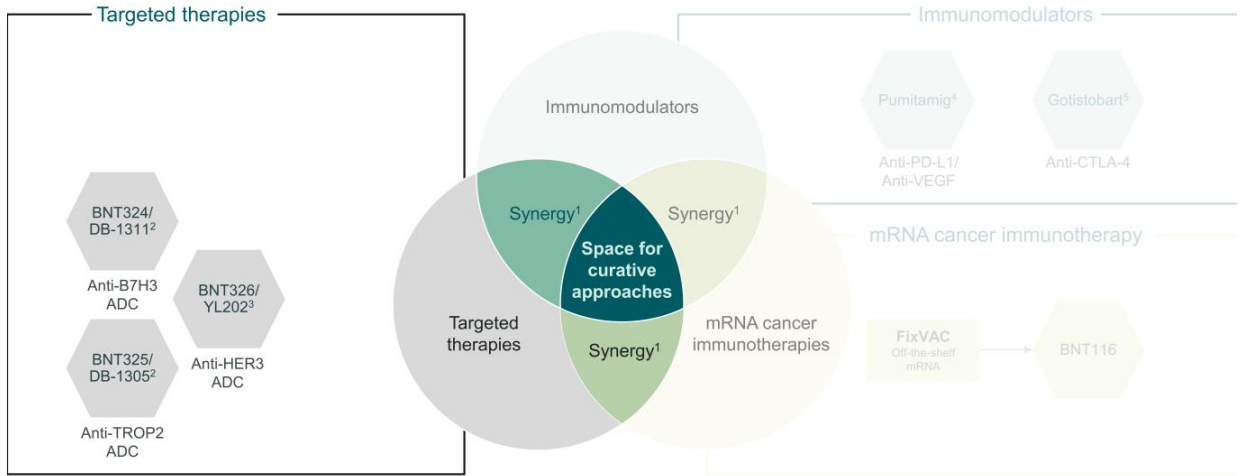 Targeted therapies
BNT324/
DB-1311²
Anti-B7H3
ADC
BNT326/
YL202³
Anti-HER3
ADC
BNT325/
DB-1305²
Anti-TROP2
ADC
Immunomodulators
Synergy¹
Synergy¹
Space for
curative
approaches
Targeted
therapies
mRNA cancer
immunotherapies
Synergy¹
Immunomodulators
Pumitamig⁴
Anti-PD-L1/
Anti-VEGF
Gotistobart⁵
Anti-CTLA-4
mRNA cancer immunotherapy
FixVAC
Off-the-shelf
mRNA
BNT116